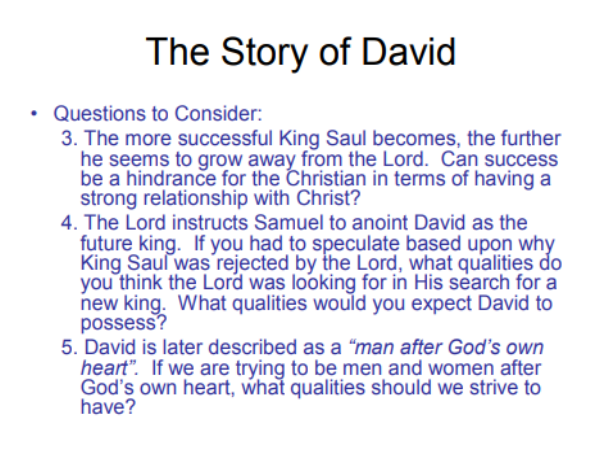 The Story of David
• Questions to Consider:
3. The more successful King Saul becomes, the further
he seems to grow away from the Lord.  Can success
be a hindrance for the Christian in terms of having a
strong relationship with Christ?
4. The Lord instructs Samuel to anoint David as the
future king.  If you had to speculate based upon why
King Saul was rejected by the Lord, what qualities do
you think the Lord was looking for in His search for a
new king.  What qualities would you expect David to
possess?
5. David is later described as a “man after God’s own
heart”.  If we are trying to be men and women after
God’s own heart, what qualities should we strive to
have?